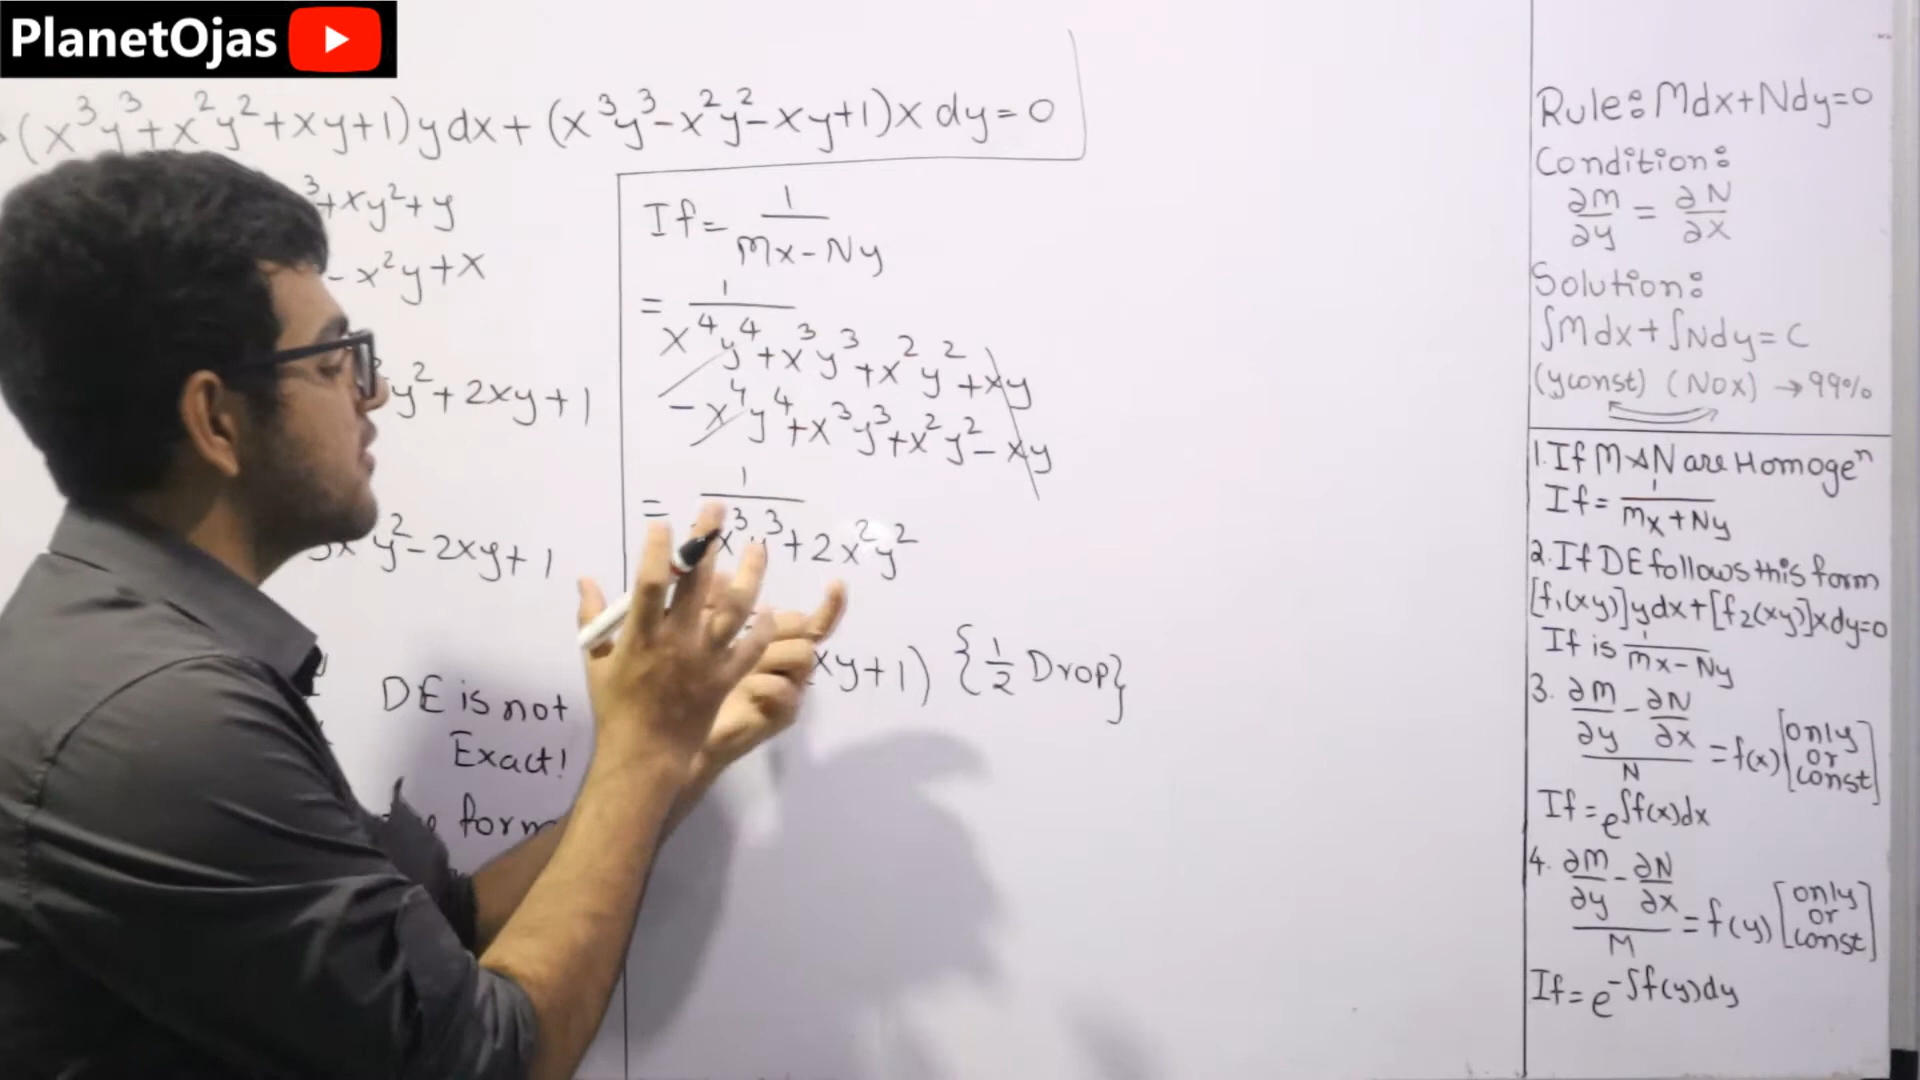 PlanetOjas
(x³y³+x²y²+xy+1)ydx+(x³y³-x²y²-xy+1)xdy=0
³+xy²+y
-x²y+x
y²+2xy+1
y²-2xy+1
DE is not
Exact!
form
If= 1/(Mx-Ny)
= 1/(x⁴y⁴+x³y³+x²y²+xy
-x⁴y⁴+x³y³+x²y²-xy)
= 1/(x³y³+2x²y²)
xy+1) {1/2 Drop}
Rule: Mdx+Ndy=0
Condition:
∂M/∂y = ∂N/∂x
Solution:
∫Mdx+∫Ndy=C
(yconst) (NOX) →99%
1. If M & N are Homogeⁿ
If= 1/(Mx+Ny)
2. If DE follows this form
[f₁(xy)]ydx+[f₂(xy)]xdy=0
If is 1/(Mx-Ny)
3. (∂M/∂y - ∂N/∂x)/N = f(x) [only or const]
If=e^∫f(x)dx
4. (∂M/∂y - ∂N/∂x)/M = f(y) [only or const]
If=e^-∫f(y)dy